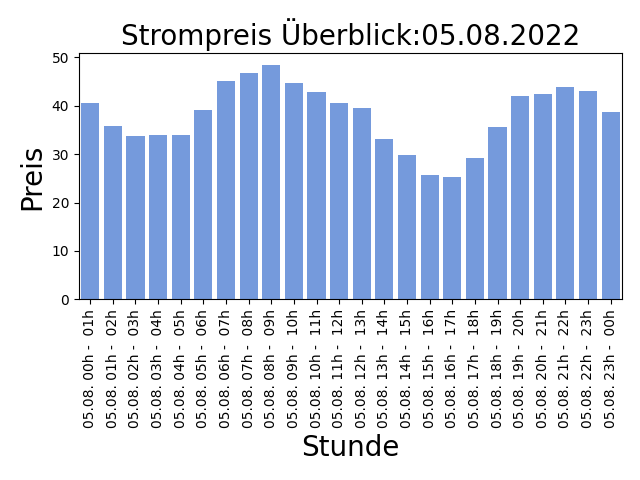 Strompreis Überblick:05.08.2022
Preis
50
40
30
20
10
0
05.08. 00h - 01h
05.08. 01h - 02h
05.08. 02h - 03h
05.08. 03h - 04h
05.08. 04h - 05h
05.08. 05h - 06h
05.08. 06h - 07h
05.08. 07h - 08h
05.08. 08h - 09h
05.08. 09h - 10h
05.08. 10h - 11h
05.08. 11h - 12h
05.08. 12h - 13h
05.08. 13h - 14h
05.08. 14h - 15h
05.08. 15h - 16h
05.08. 16h - 17h
05.08. 17h - 18h
05.08. 18h - 19h
05.08. 19h - 20h
05.08. 20h - 21h
05.08. 21h - 22h
05.08. 22h - 23h
05.08. 23h - 00h
Stunde